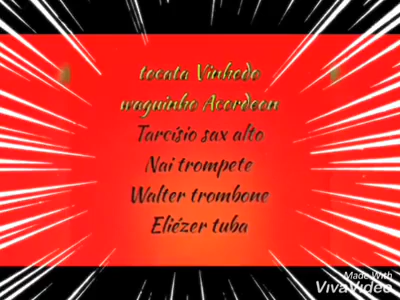 tocata Vinhedo
waguinho Acordeon
Tarcísio sax alto
Nai trompete
Walter trombone
Eliézer tuba
Made With
VivaVideo